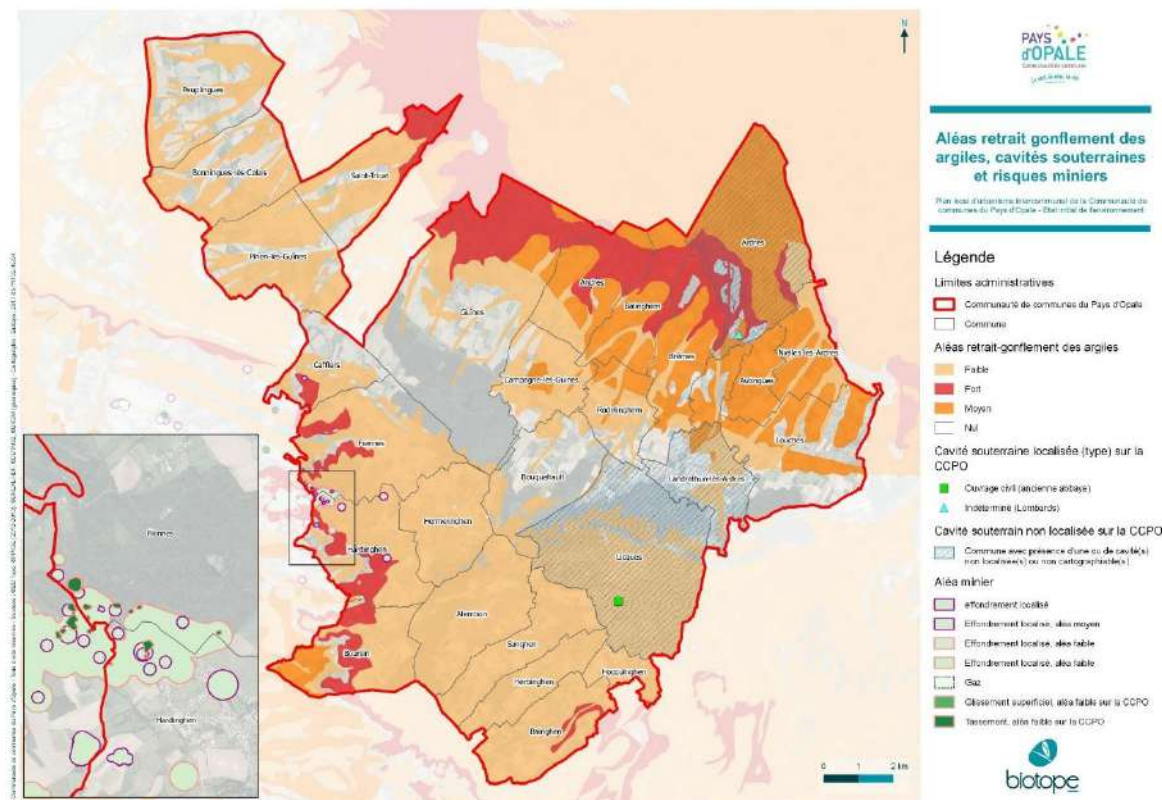 N
PAYS
d'OPALE
Communauté de communes
Aléas retrait gonflement des
argiles, cavités souterraines
et risques miniers
Plan local d'urbanisme intercommunal de la Communauté de
communes du Pays d'Opale - Etat initial de l'environnement
Légende
Limites administratives
Communauté de communes du Pays d'Opale
Commune
Aléas retrait-gonflement des argiles
Faible
Fort
Moyen
Nul
Cavité souterraine localisée (type) sur la
CCPO
Ouvrage civil (ancienne abbaye)
Indéterminé (Lombards)
Cavité souterrain non localisée sur la CCPO
Commune avec présence d'une ou de cavité(s)
non localisée(s) ou non cartographiable(s)
Aléa minier
effondrement localisé
Effondrement localisé, aléa moyen
Effondrement localisé, aléa faible
Effondrement localisé, aléa faible
Gaz
Glissement superficiel, aléa faible sur la CCPO
Tassement, aléa faible sur la CCPO
biotope
Peuplingues
Bonningues-lès-Calais
Saint-Tricat
Pihen-lès-Guînes
Ardres
Andres
Balinghem
Guînes
Nielles-lès-Ardres
Brêmes
Caffiers
Campagne-lès-Guines
Autingues
Rodelinghem
Louches
Fiennes
Bouquehault
Landrethun-lès-Ardres
Hermelinghen
Hardinghen
Licques
Alembon
Sanghen
Boursin
Herbinghen
Hocquinghen
Bainghen
Fiennes
Hardinghen
0 1 2 km